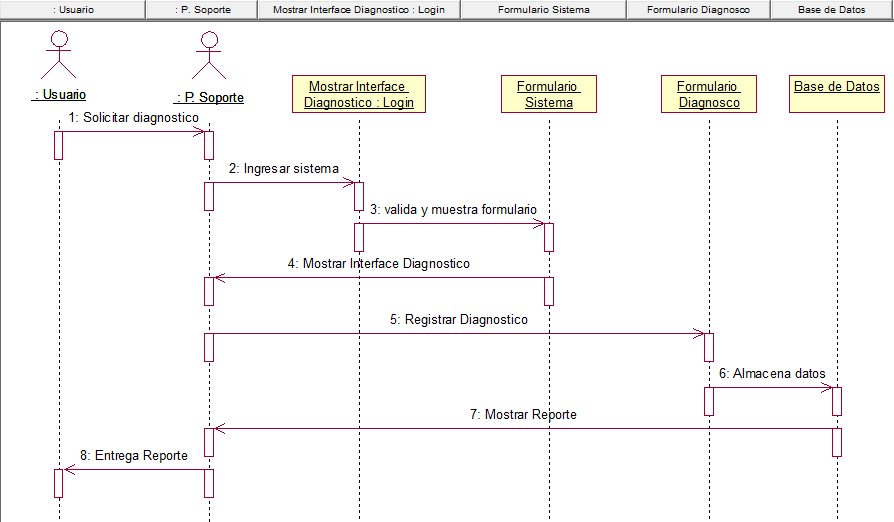 : Usuario
: P. Soporte
Mostrar Interface Diagnostico : Login
Formulario Sistema
Formulario Diagnosco
Base de Datos
: Usuario
: P. Soporte
Mostrar Interface
Diagnostico : Login
Formulario
Sistema
Formulario
Diagnosco
Base de Datos
1: Solicitar diagnostico
2: Ingresar sistema
3: valida y muestra formulario
4: Mostrar Interface Diagnostico
5: Registrar Diagnostico
6: Almacena datos
7: Mostrar Reporte
8: Entrega Reporte